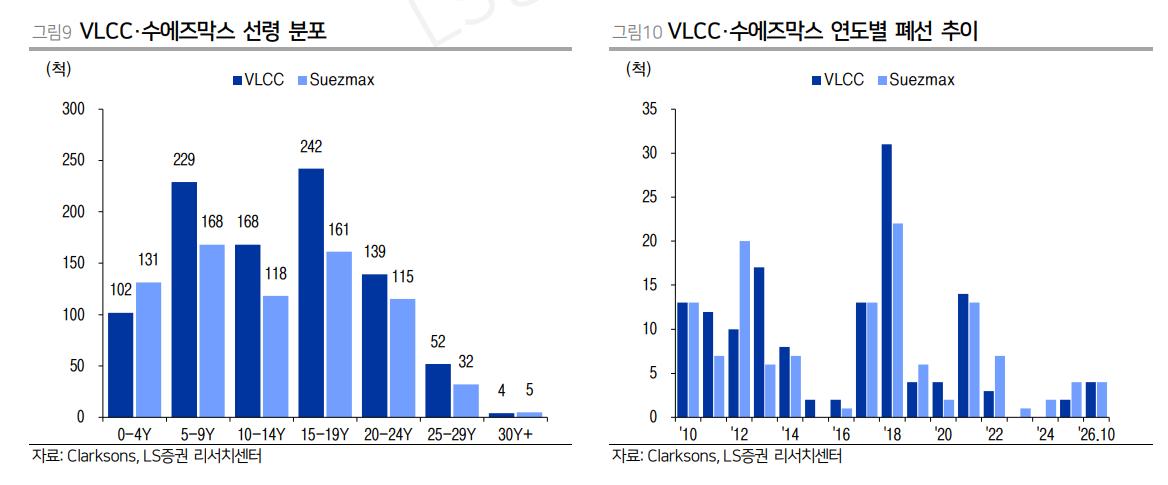 그림9 VLCC·수에즈막스 선령 분포
(척)
VLCC Suezmax
300
250
200
150
100
50
0
102 131 229 168 168 118 242 161 139 115 52 32 4 5
0-4Y 5-9Y 10-14Y 15-19Y 20-24Y 25-29Y 30Y+
자료: Clarksons, LS증권 리서치센터
그림10 VLCC·수에즈막스 연도별 폐선 추이
(척)
VLCC Suezmax
35
30
25
20
15
10
5
0
'10 '12 '14 '16 '18 '20 '22 '24 '26.10
자료: Clarksons, LS증권 리서치센터